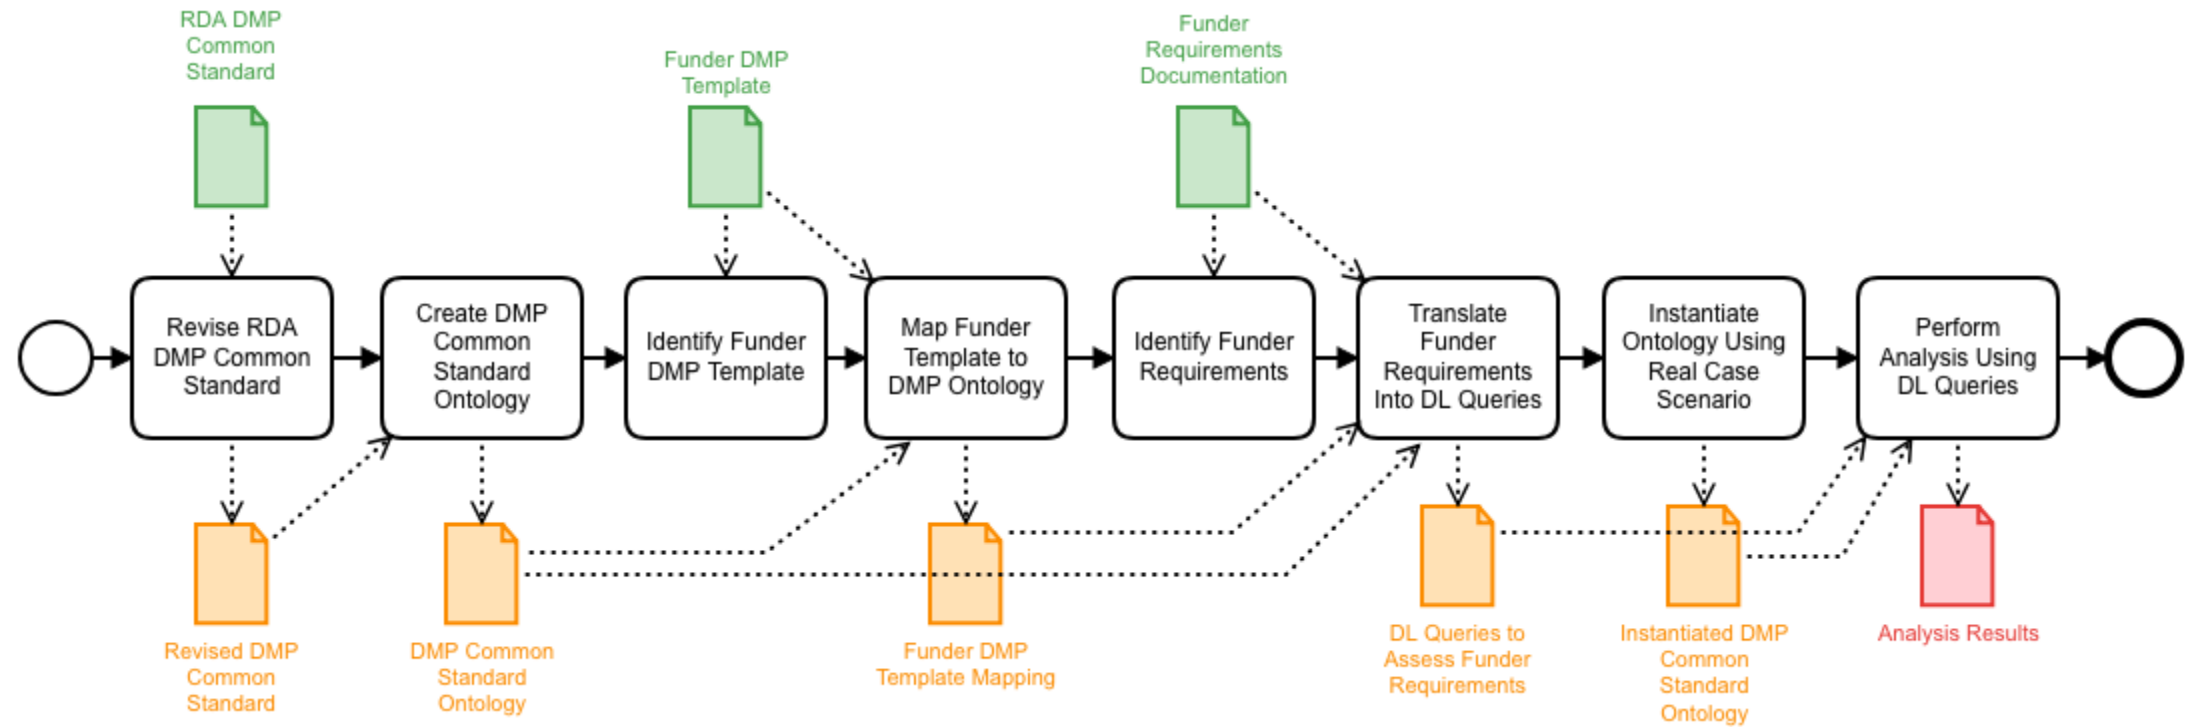 RDA DMP
Common
Standard
Funder DMP
Template
Funder
Requirements
Documentation
Revise RDA
DMP Common
Standard
Create DMP
Common
Standard
Ontology
Identify Funder
DMP Template
Map Funder
Template to
DMP Ontology
Identify Funder
Requirements
Translate
Funder
Requirements
Into DL Queries
Instantiate
Ontology Using
Real Case
Scenario
Perform
Analysis Using
DL Queries
Revised DMP
Common
Standard
DMP Common
Standard
Ontology
Funder DMP
Template Mapping
DL Queries to
Assess Funder
Requirements
Instantiated DMP
Common
Standard
Ontology
Analysis Results